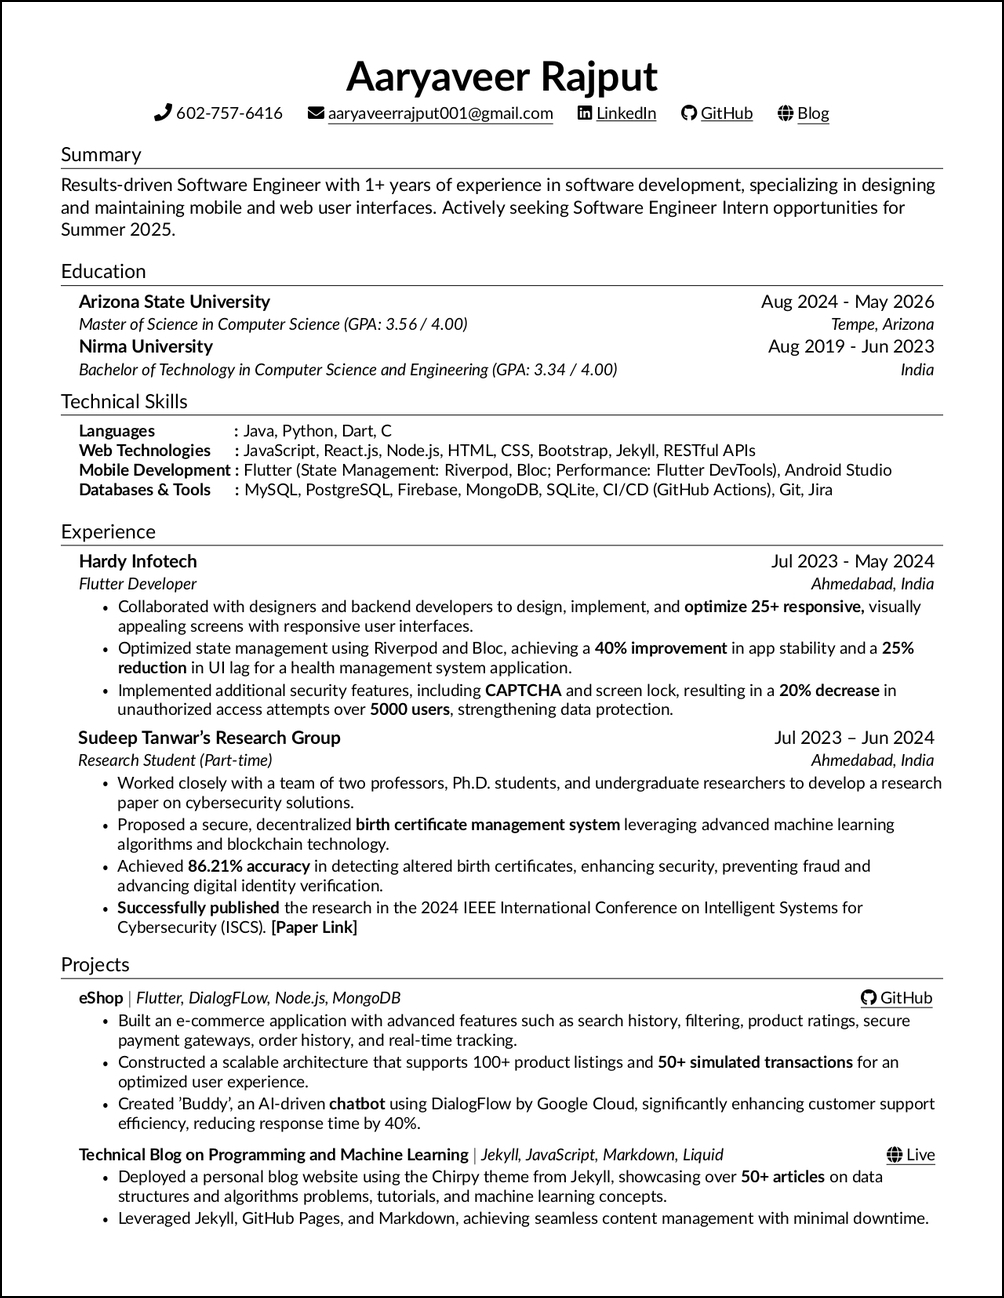 Aaryaveer Rajput
602-757-6416 aaryaveerrajput001@gmail.com LinkedIn GitHub Blog
Summary
Results-driven Software Engineer with 1+ years of experience in software development, specializing in designing
and maintaining mobile and web user interfaces. Actively seeking Software Engineer Intern opportunities for
Summer 2025.
Education
Arizona State University Aug 2024 - May 2026
Master of Science in Computer Science (GPA: 3.56 / 4.00) Tempe, Arizona
Nirma University Aug 2019 - Jun 2023
Bachelor of Technology in Computer Science and Engineering (GPA: 3.34 / 4.00) India
Technical Skills
Languages : Java, Python, Dart, C
Web Technologies : JavaScript, React.js, Node.js, HTML, CSS, Bootstrap, Jekyll, RESTful APIs
Mobile Development : Flutter (State Management: Riverpod, Bloc; Performance: Flutter DevTools), Android Studio
Databases & Tools : MySQL, PostgreSQL, Firebase, MongoDB, SQLite, CI/CD (GitHub Actions), Git, Jira
Experience
Hardy Infotech Jul 2023 - May 2024
Flutter Developer Ahmedabad, India
• Collaborated with designers and backend developers to design, implement, and optimize 25+ responsive, visually
appealing screens with responsive user interfaces.
• Optimized state management using Riverpod and Bloc, achieving a 40% improvement in app stability and a 25%
reduction in UI lag for a health management system application.
• Implemented additional security features, including CAPTCHA and screen lock, resulting in a 20% decrease in
unauthorized access attempts over 5000 users, strengthening data protection.
Sudeep Tanwar’s Research Group Jul 2023 – Jun 2024
Research Student (Part-time) Ahmedabad, India
• Worked closely with a team of two professors, Ph.D. students, and undergraduate researchers to develop a research
paper on cybersecurity solutions.
• Proposed a secure, decentralized birth certificate management system leveraging advanced machine learning
algorithms and blockchain technology.
• Achieved 86.21% accuracy in detecting altered birth certificates, enhancing security, preventing fraud and
advancing digital identity verification.
• Successfully published the research in the 2024 IEEE International Conference on Intelligent Systems for
Cybersecurity (ISCS). [Paper Link]
Projects
eShop | Flutter, DialogFLow, Node.js, MongoDB GitHub
• Built an e-commerce application with advanced features such as search history, filtering, product ratings, secure
payment gateways, order history, and real-time tracking.
• Constructed a scalable architecture that supports 100+ product listings and 50+ simulated transactions for an
optimized user experience.
• Created ’Buddy’, an AI-driven chatbot using DialogFlow by Google Cloud, significantly enhancing customer support
efficiency, reducing response time by 40%.
Technical Blog on Programming and Machine Learning | Jekyll, JavaScript, Markdown, Liquid Live
• Deployed a personal blog website using the Chirpy theme from Jekyll, showcasing over 50+ articles on data
structures and algorithms problems, tutorials, and machine learning concepts.
• Leveraged Jekyll, GitHub Pages, and Markdown, achieving seamless content management with minimal downtime.